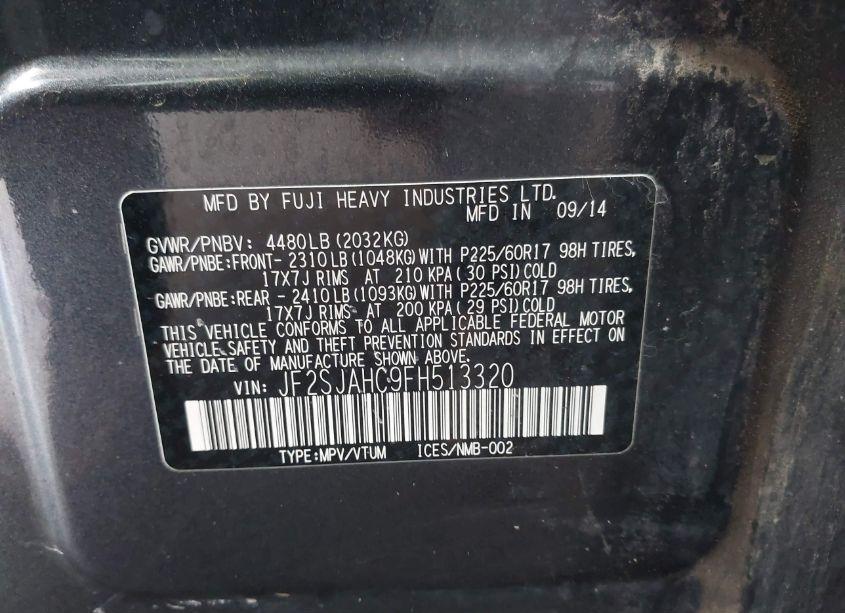 MFD BY FUJI HEAVY INDUSTRIES LTD.
MFD IN 09/14
GVWR/PNBV: 4480LB (2032KG)
GAWR/PNBE:FRONT- 2310LB (1048KG) WITH P225/60R17 98H TIRES,
17X7J RIMS AT 210 KPA( 30 PSI) COLD
GAWR/PNBE:REAR - 2410LB (1093KG) WITH P225/60R17 98H TIRES,
17X7J RIMS AT 200 KPA( 29 PSI) COLD
THIS VEHICLE CONFORMS TO ALL APPLICABLE FEDERAL MOTOR
VEHICLE SAFETY AND THEFT PREVENTION STANDARDS IN EFFECT ON
THE DATE OF MANUFACTURE SHOWN ABOVE.
VIN: JF2SJAHC9FH513320
TYPE:MPV/VTUM ICES/NMB-002